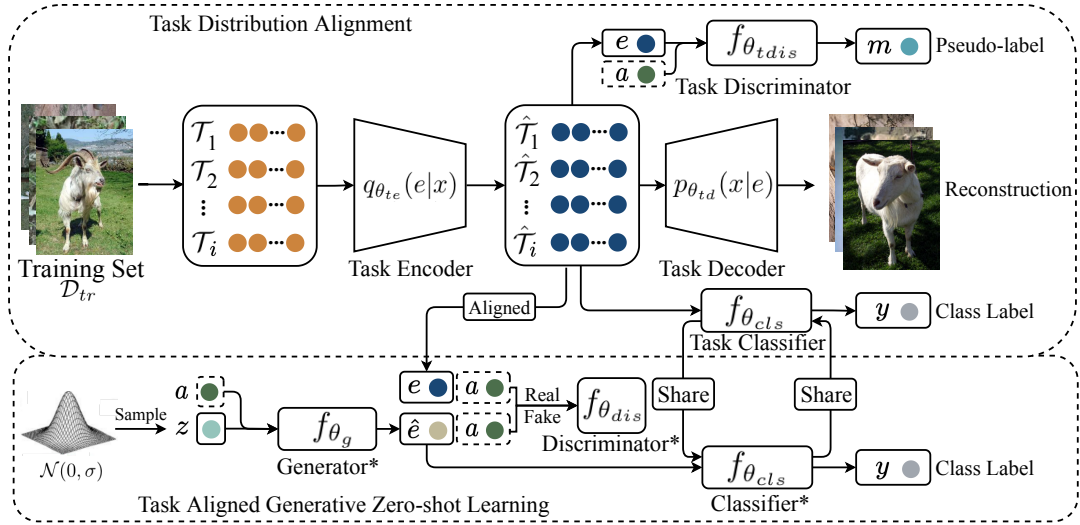 Task Distribution Alignment
e
a
f_{θ_{tdis}}
m
Pseudo-label
Task Discriminator
𝒯_1
𝒯_2
⋮
𝒯_i
q_{θ_{te}}(e|x)
𝒯̂_1
𝒯̂_2
⋮
𝒯̂_i
p_{θ_{td}}(x|e)
Reconstruction
Training Set
𝒟_{tr}
Task Encoder
Task Decoder
Aligned
f_{θ_{cls}}
y
Class Label
Task Classifier
Share
Share
a
z
Sample
𝒩(0, σ)
f_{θ_g}
Generator*
e
a
ê
a
Real
Fake
f_{θ_{dis}}
Discriminator*
f_{θ_{cls}}
y
Class Label
Classifier*
Task Aligned Generative Zero-shot Learning